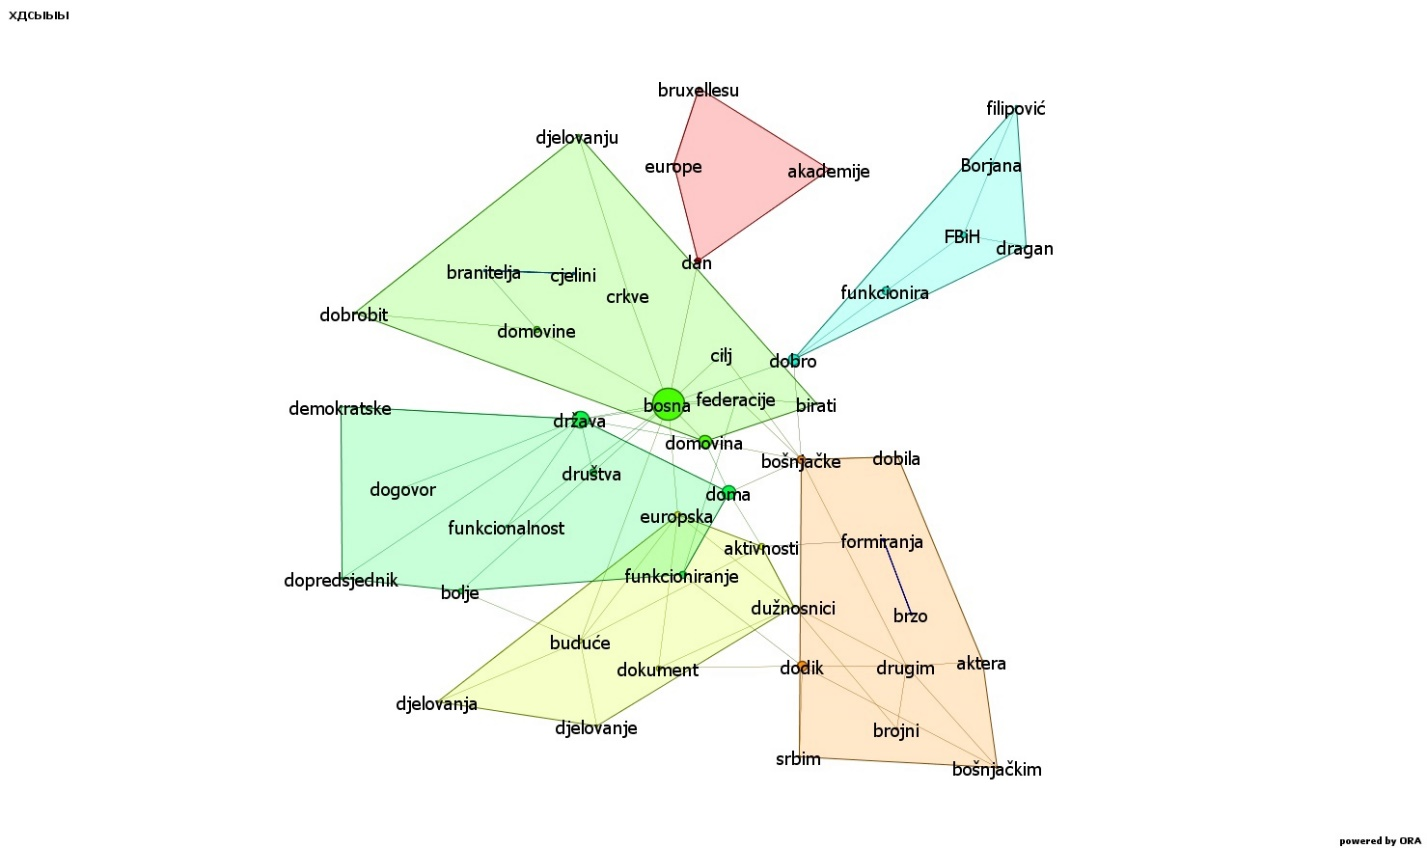 хдсыыы
bruxellesu
filipović
djelovanju
europe
akademije
Borjana
FBiH
dragan
dan
branitelja
cjelini
crkve
funkcionira
dobrobit
domovine
cilj
dobro
demokratske
bosna
federacije
birati
država
domovina
bošnjačke
dobila
društva
dogovor
doma
europska
funkcionalnost
aktivnosti
formiranja
dopredsjednik
funkcioniranje
bolje
dužnosnici
brzo
buduće
dokument
dodik
drugim
aktera
djelovanja
djelovanje
brojni
srbim
bošnjačkim
powered by ORA